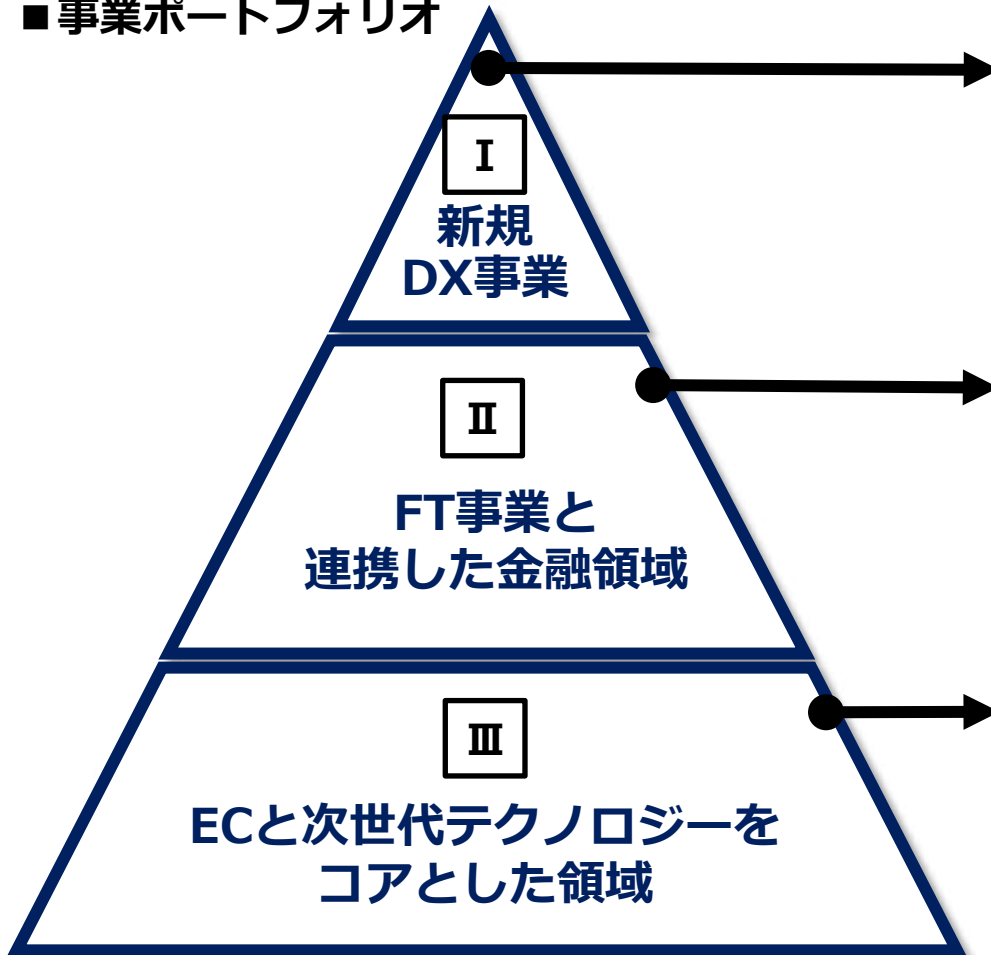 ■事業ポートフォリオ
Ⅰ
新規
DX事業
Ⅱ
FT事業と
連携した金融領域
Ⅲ
ECと次世代テクノロジーを
コアとした領域